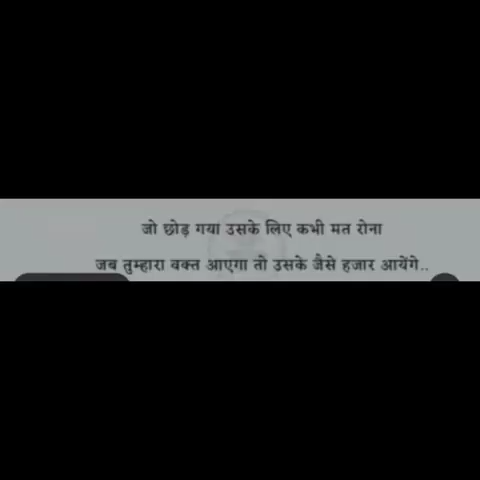 जो छोड़ गया उसके लिए कभी मत रोना
जब तुम्हारा वक्त आएगा तो उसके जैसे हजार आयेंगे..